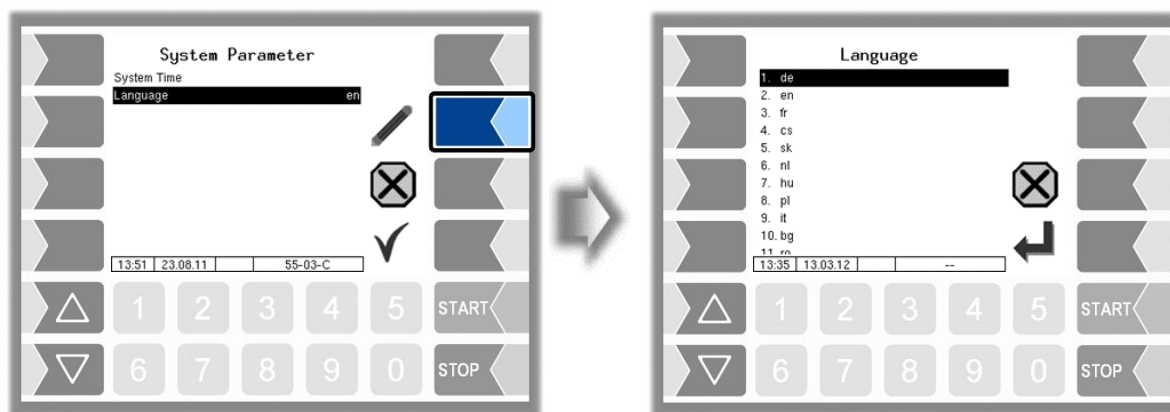 System Parameter
System Time
Language en
13:51 23.08.11 55-03-C
1 2 3 4 5 START
6 7 8 9 0 STOP
Language
1. de
2. en
3. fr
4. cs
5. sk
6. nl
7. hu
8. pl
9. it
10. bg
11. ro
13:35 13.03.12 --
1 2 3 4 5 START
6 7 8 9 0 STOP